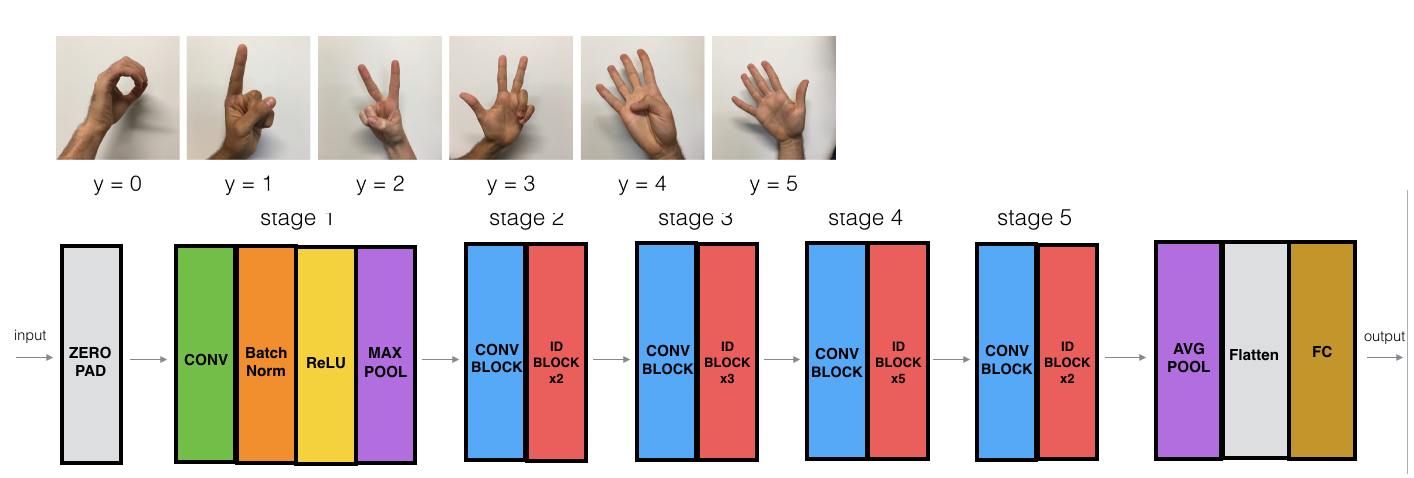 y = 0
y = 1
y = 2
y = 3
y = 4
y = 5
stage 1
stage 2
stage 3
stage 4
stage 5
input
ZERO
PAD
CONV
Batch
Norm
ReLU
MAX
POOL
CONV
BLOCK
ID
BLOCK
x2
CONV
BLOCK
ID
BLOCK
x3
CONV
BLOCK
ID
BLOCK
x5
CONV
BLOCK
ID
BLOCK
x2
AVG
POOL
Flatten
FC
output